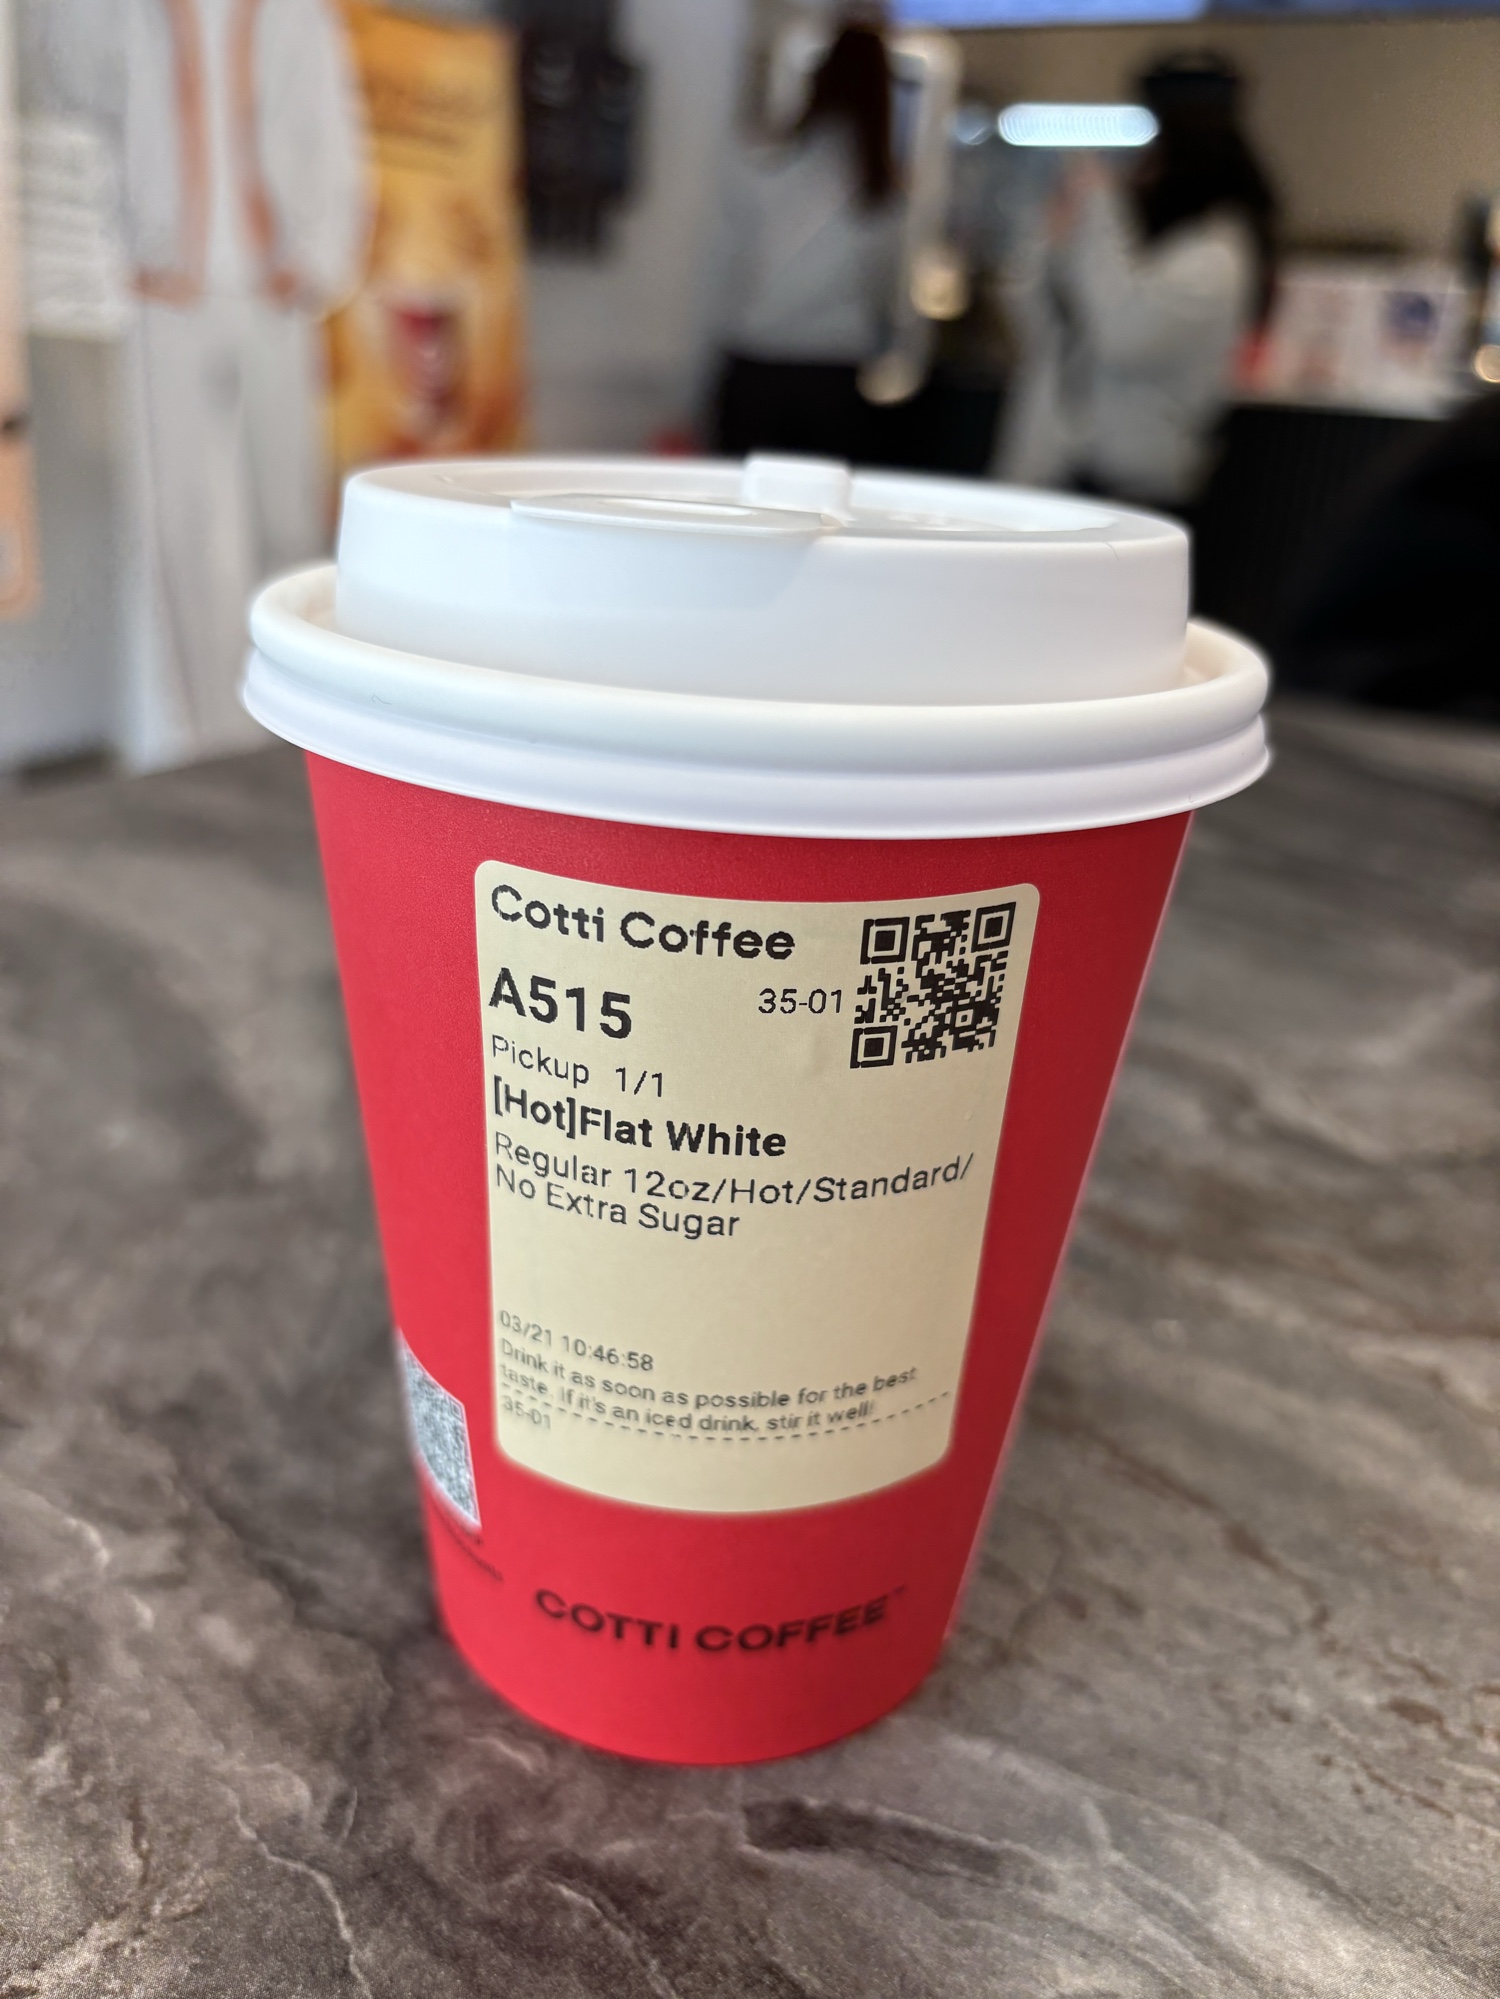 Cotti Coffee
A515
35-01
Pickup 1/1
[Hot]Flat White
Regular 12oz/Hot/Standard/
No Extra Sugar
03/21 10:46:58
Drink it as soon as possible for the best
taste. If it's an iced drink, stir it well!
35-01
COTTI COFFEE